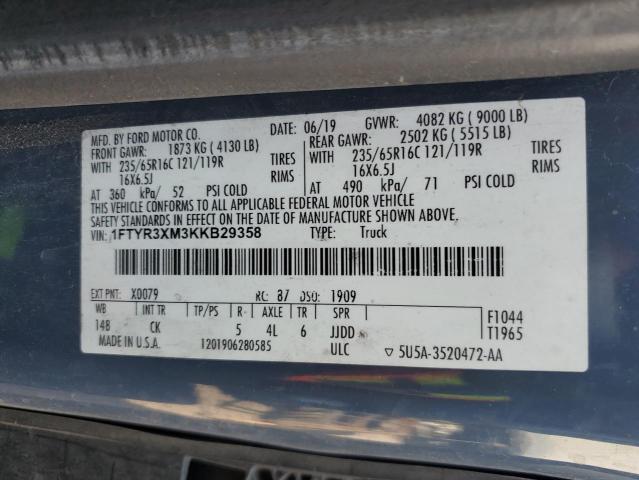 MFD. BY FORD MOTOR CO. 06/19 GVWR: 4082 KG ( 9000 LB)
FRONT GAWR: 1873 KG ( 4130 LB) REAR GAWR: 2502 KG ( 5515 LB)
WITH 235/65R16C 121/119R TIRES WITH 235/65R16C 121/119R TIRES
16X6.5J RIMS 16X6.5J RIMS
AT 360 kPa/ 52 PSI COLD AT 490 kPa/ 71 PSI COLD
THIS VEHICLE CONFORMS TO ALL APPLICABLE FEDERAL MOTOR VEHICLE
SAFETY STANDARDS IN EFFECT ON THE DATE OF MANUFACTURE SHOWN ABOVE.
VIN: 1FTYR3XM3KKB29358 TYPE: Truck
EXT PNT: X0079 RC: 87 DSO: 1909
WB INT TR TP/PS R AXLE TR SPR F1044
148 CK 5 4L 6 JJDD T1965
MADE IN U.S.A. 1201906280585 ULC ▽ 5U5A-3520472-AA